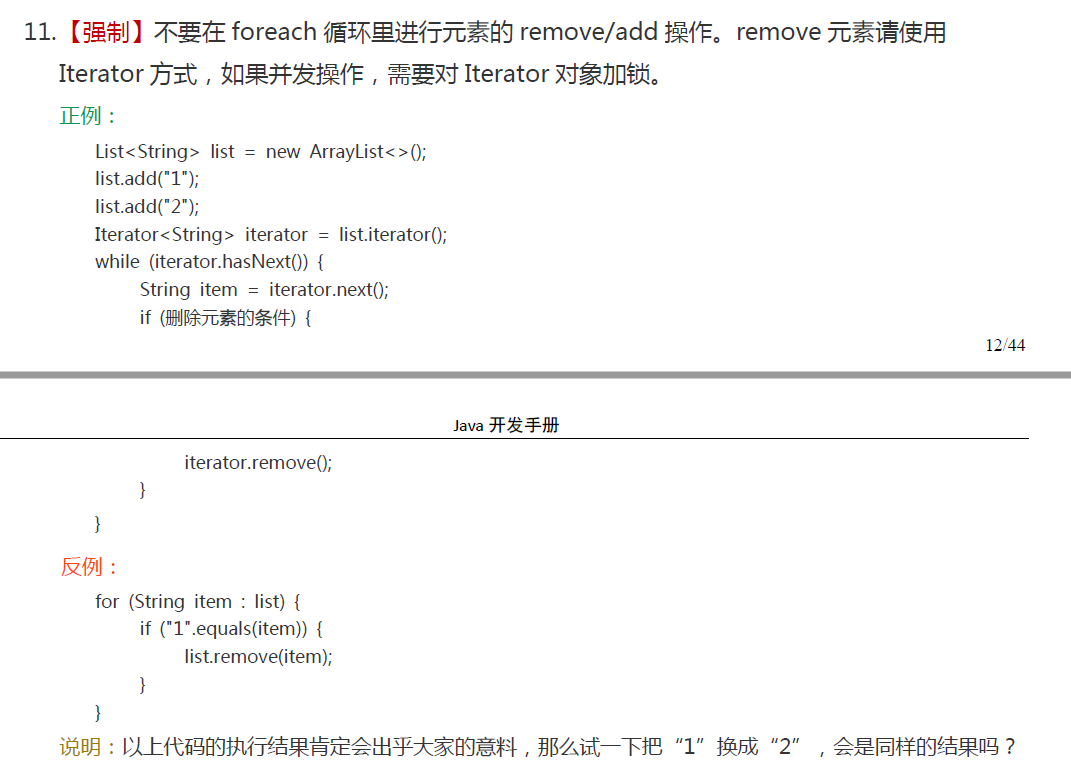 11.【强制】不要在 foreach 循环里进行元素的 remove/add 操作。remove 元素请使用
Iterator 方式，如果并发操作，需要对 Iterator 对象加锁。
正例：
List<String> list = new ArrayList<>();
list.add("1");
list.add("2");
Iterator<String> iterator = list.iterator();
while (iterator.hasNext()) {
String item = iterator.next();
if (删除元素的条件) {
12/44
Java 开发手册
iterator.remove();
}
}
反例：
for (String item : list) {
if ("1".equals(item)) {
list.remove(item);
}
}
说明：以上代码的执行结果肯定会出乎大家的意料，那么试一下把“1”换成“2”，会是同样的结果吗？